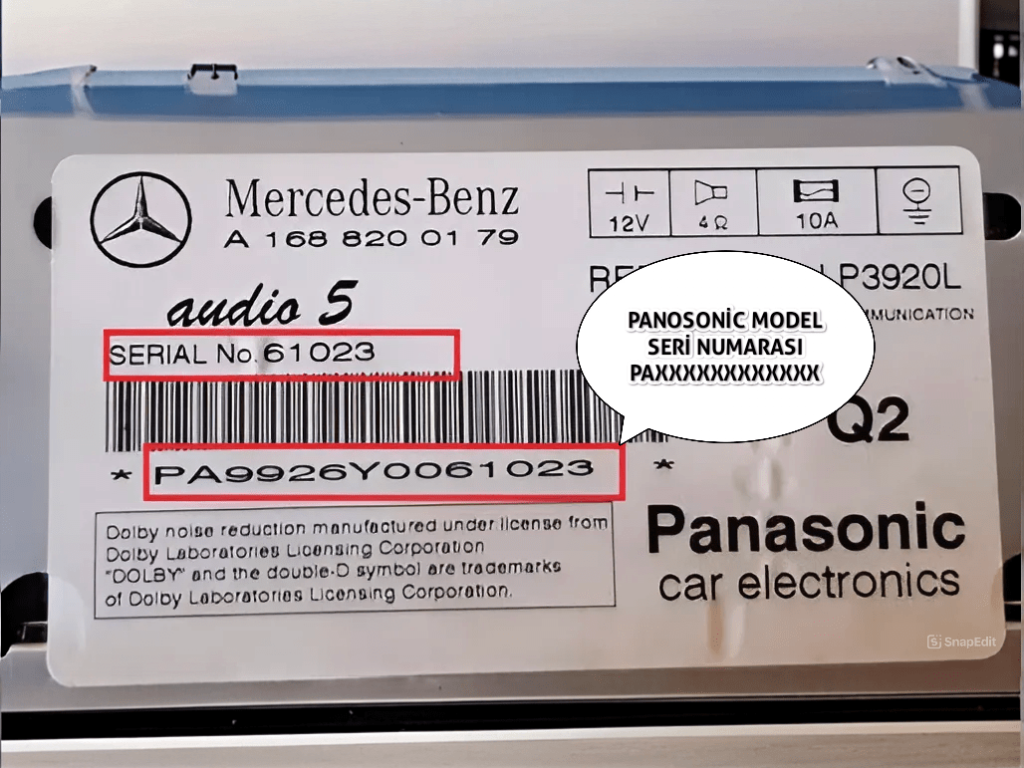 Mercedes-Benz
A 168 820 01 79
12V
4Ω
10A
audio 5
P3920L
SERIAL No. 61023
PANOSONİC MODEL
SERİ NUMARASI
PAXXXXXXXXXXXXX
Q2
* PA9926Y0061023 *
Dolby noise reduction manufactured under license from
Dolby Laboratories Licensing Corporation
"DOLBY" and the double-D symbol are trademarks
of Dolby Laboratories Licensing Corporation.
Panasonic
car electronics
SnapEdit